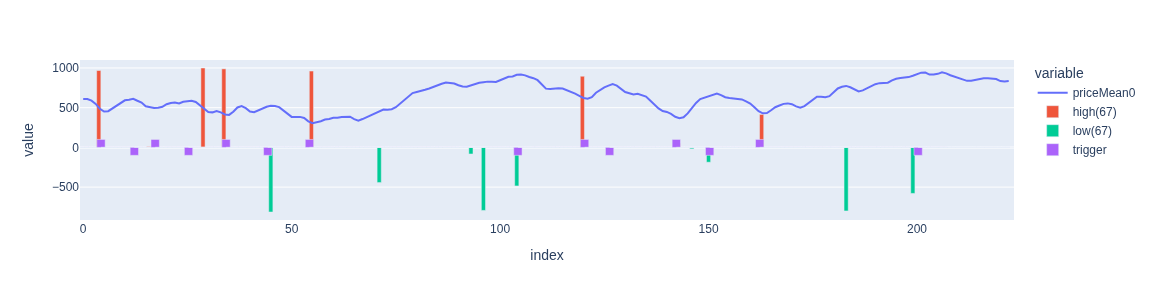 variable
priceMean0
high(67)
low(67)
trigger
value
1000
500
0
−500
0
50
100
150
200
index